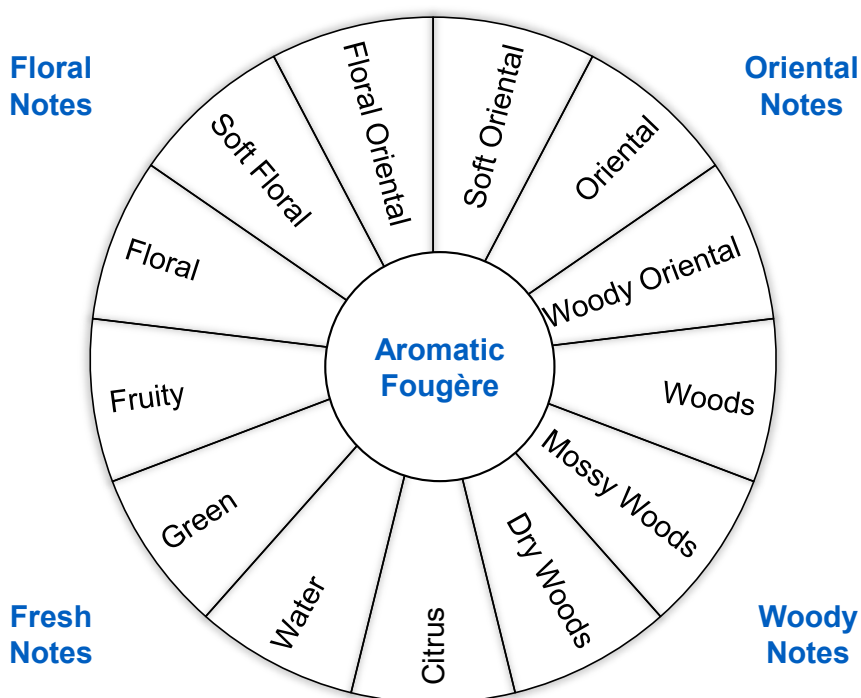 Floral
Notes
Oriental
Notes
Floral Oriental
Soft Oriental
Oriental
Woody Oriental
Woods
Mossy Woods
Dry Woods
Citrus
Water
Green
Fruity
Floral
Soft Floral
Aromatic
Fougère
Fresh
Notes
Woody
Notes